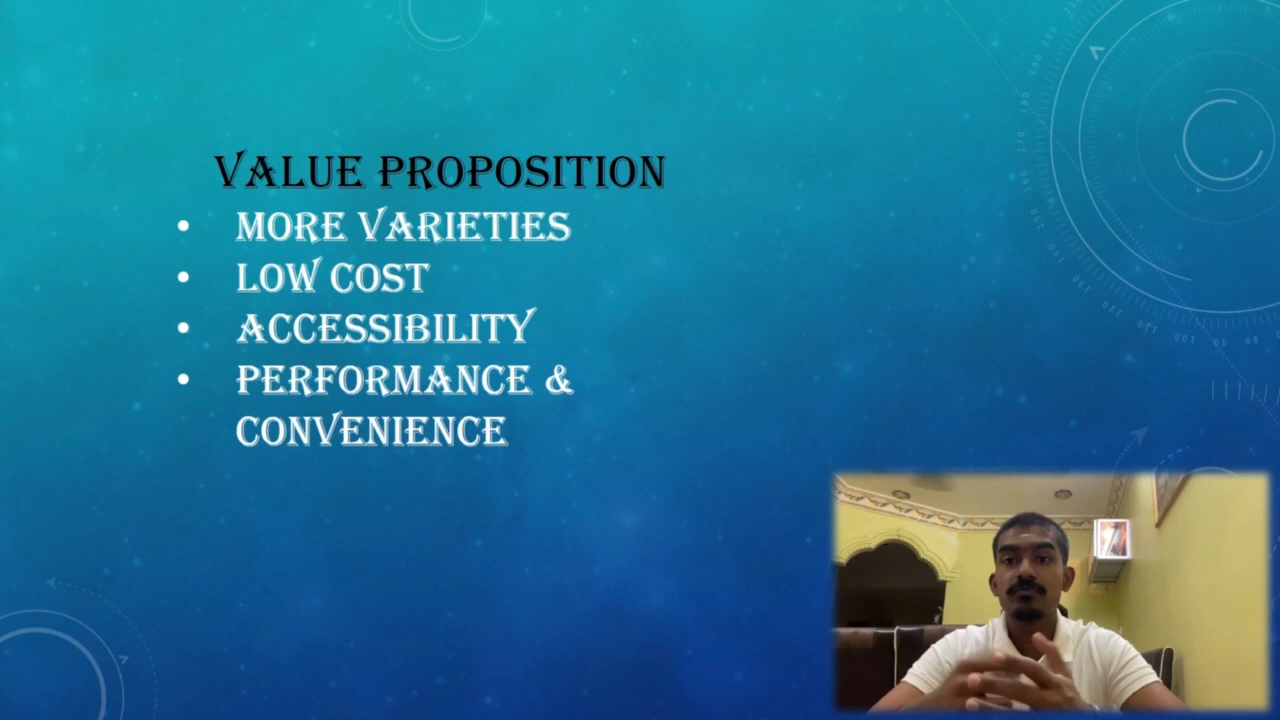 VALUE PROPOSITION
• MORE VARIETIES
• LOW COST
• ACCESSIBILITY
• PERFORMANCE &
CONVENIENCE